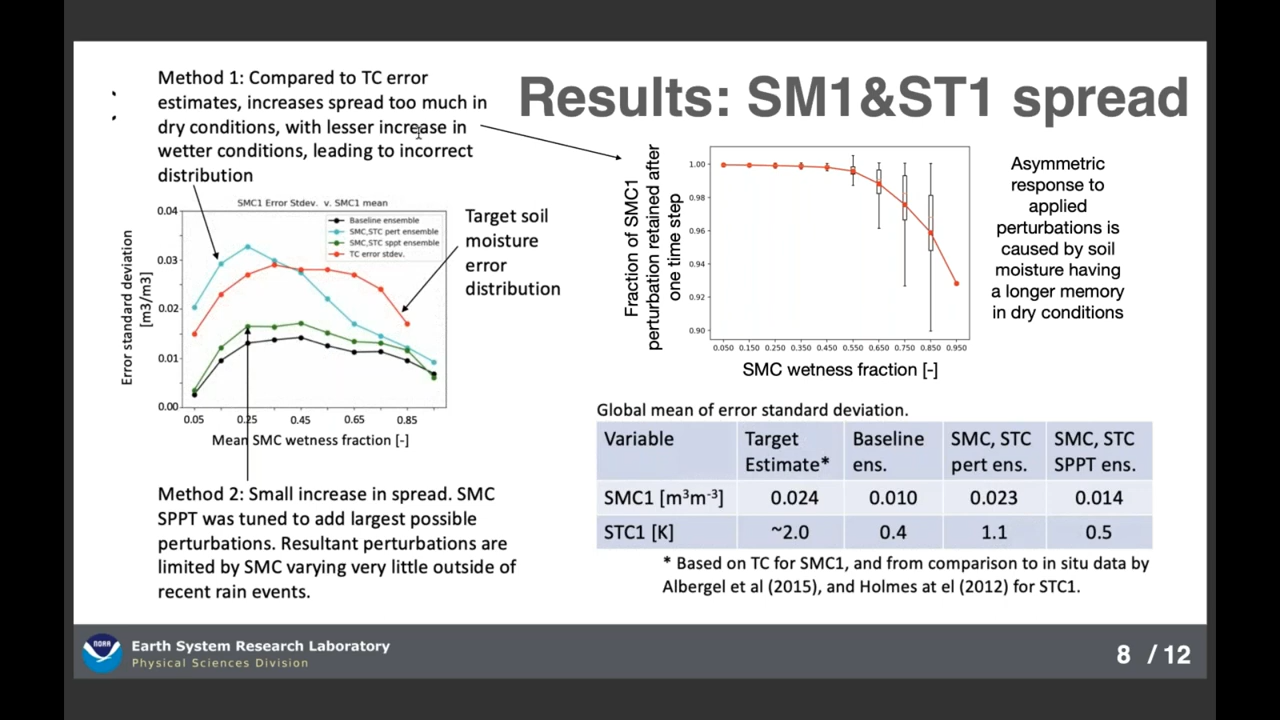 Results: SM1&ST1 spread
:
Method 1: Compared to TC error
estimates, increases spread too much in
dry conditions, with lesser increase in
wetter conditions, leading to incorrect
distribution
SMC1 Error Stdev. v. SMC1 mean
Baseline ensemble
SMC,STC pert ensemble
SMC,STC sppt ensemble
TC error stdev.
Error standard deviation
[m3/m3]
0.04
0.03
0.02
0.01
0.00
0.05 0.25 0.45 0.65 0.85
Mean SMC wetness fraction [-]
Target soil
moisture
error
distribution
Method 2: Small increase in spread. SMC
SPPT was tuned to add largest possible
perturbations. Resultant perturbations are
limited by SMC varying very little outside of
recent rain events.
Fraction of SMC1
perturbation retained after
one time step
1.00
0.98
0.96
0.94
0.92
0.90
0.050 0.150 0.250 0.350 0.450 0.550 0.650 0.750 0.850 0.950
SMC wetness fraction [-]
Asymmetric
response to
applied
perturbations is
caused by soil
moisture having
a longer memory
in dry conditions
Global mean of error standard deviation.
Variable Target Estimate* Baseline ens. SMC, STC pert ens. SMC, STC SPPT ens.
SMC1 [m³m⁻³] 0.024 0.010 0.023 0.014
STC1 [K] ~2.0 0.4 1.1 0.5
* Based on TC for SMC1, and from comparison to in situ data by
Albergel et al (2015), and Holmes at el (2012) for STC1.
NOAA
Earth System Research Laboratory
Physical Sciences Division
8 / 12